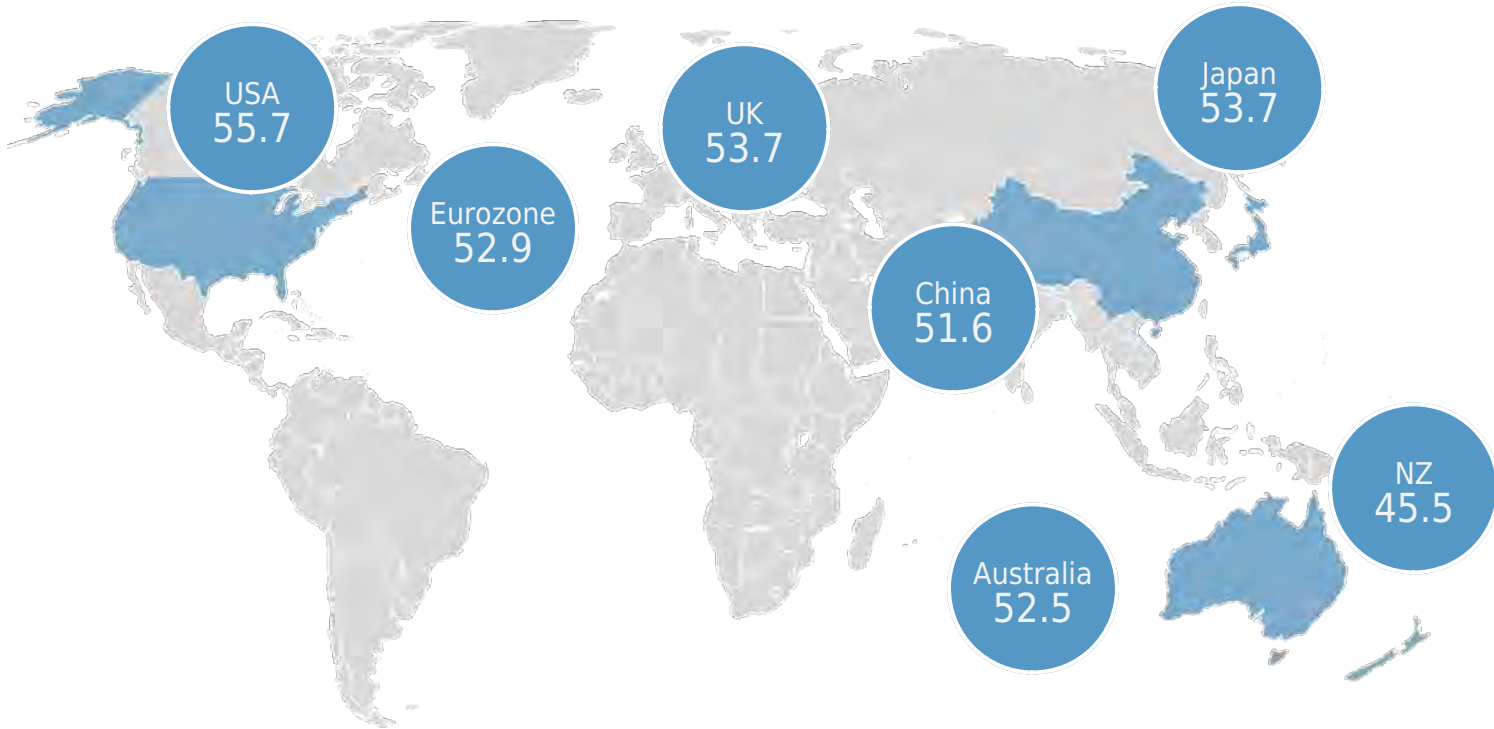 USA
55.7
Eurozone
52.9
UK
53.7
Japan
53.7
China
51.6
NZ
45.5
Australia
52.5